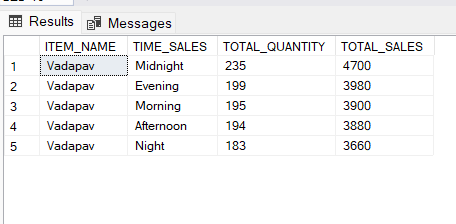 Results Messages
ITEM_NAME TIME_SALES TOTAL_QUANTITY TOTAL_SALES
1 Vadapav Midnight 235 4700
2 Vadapav Evening 199 3980
3 Vadapav Morning 195 3900
4 Vadapav Afternoon 194 3880
5 Vadapav Night 183 3660